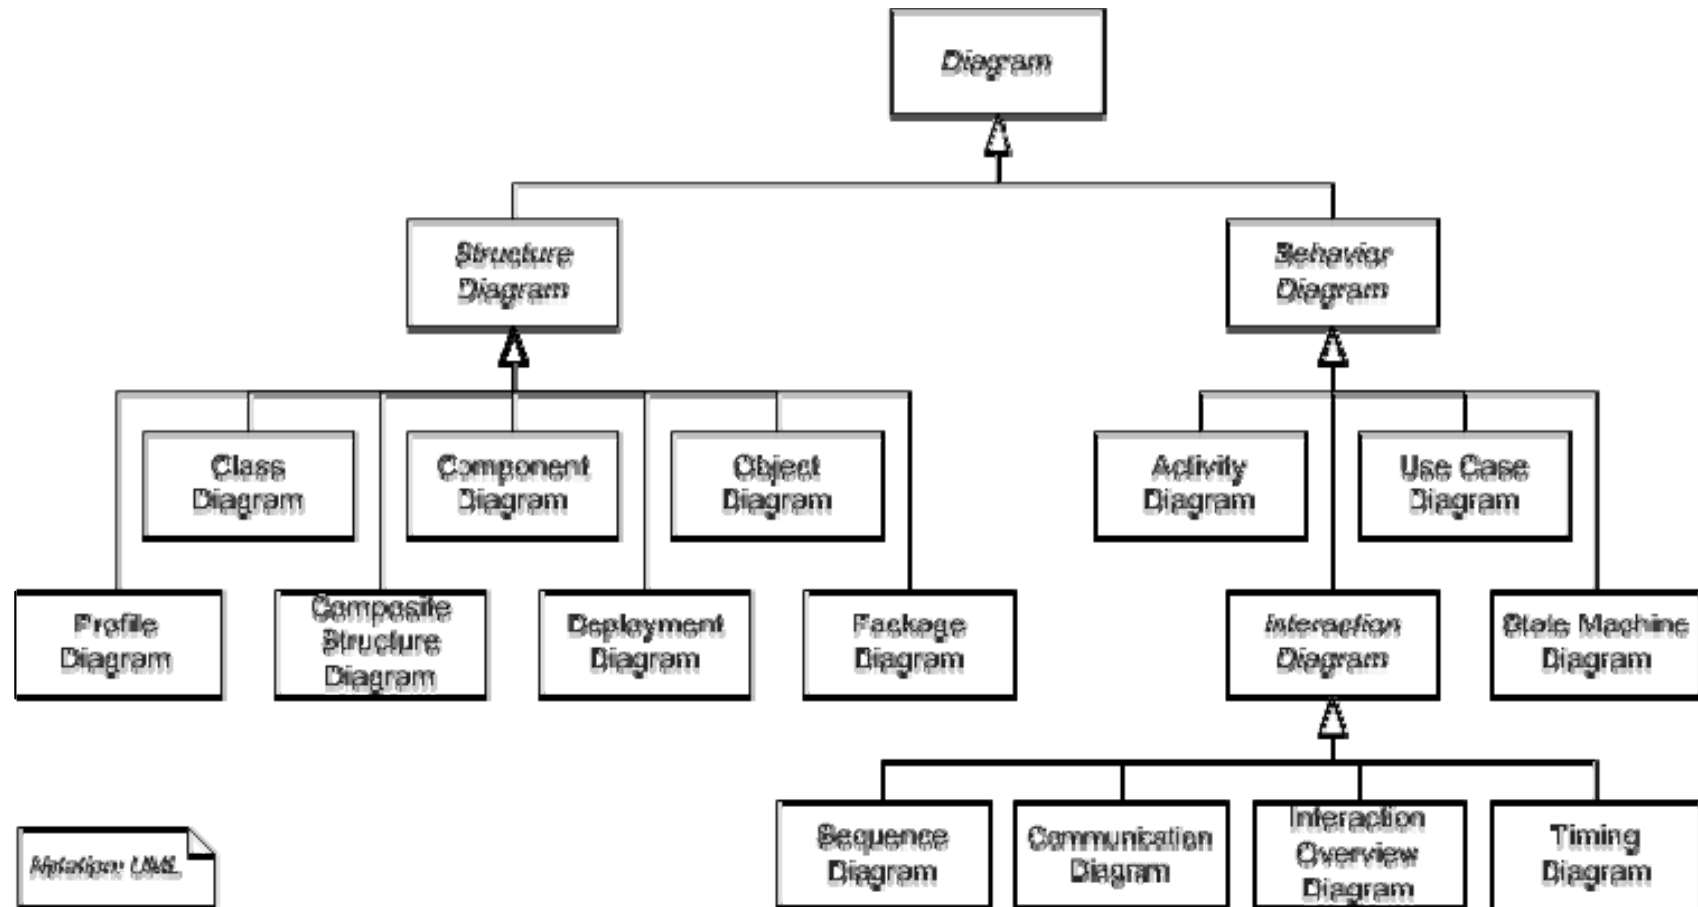 Diagram
Structure
Diagram
Behavior
Diagram
Class
Diagram
Component
Diagram
Object
Diagram
Activity
Diagram
Use Case
Diagram
Profile
Diagram
Composite
Structure
Diagram
Deployment
Diagram
Package
Diagram
Interaction
Diagram
State Machine
Diagram
Sequence
Diagram
Communication
Diagram
Interaction
Overview
Diagram
Timing
Diagram
Notation: UML